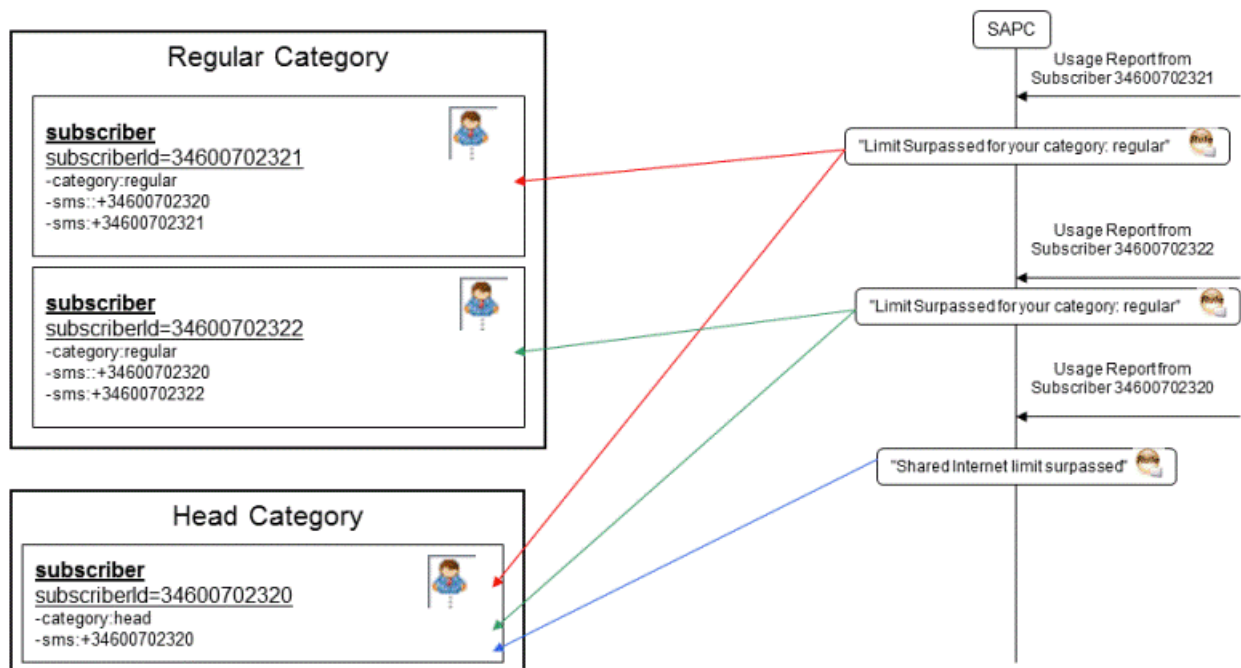 Regular Category
subscriber
subscriberId=34600702321
-category:regular
-sms::+34600702320
-sms:+34600702321
subscriber
subscriberId=34600702322
-category:regular
-sms::+34600702320
-sms:+34600702322
Head Category
subscriber
subscriberId=34600702320
-category:head
-sms:+34600702320
SAPC
Usage Report from
Subscriber 34600702321
"Limit Surpassed for your category: regular"
Rule
Usage Report from
Subscriber 34600702322
"Limit Surpassed for your category: regular"
Rule
Usage Report from
Subscriber 34600702320
"Shared Internet limit surpassed"
Rule